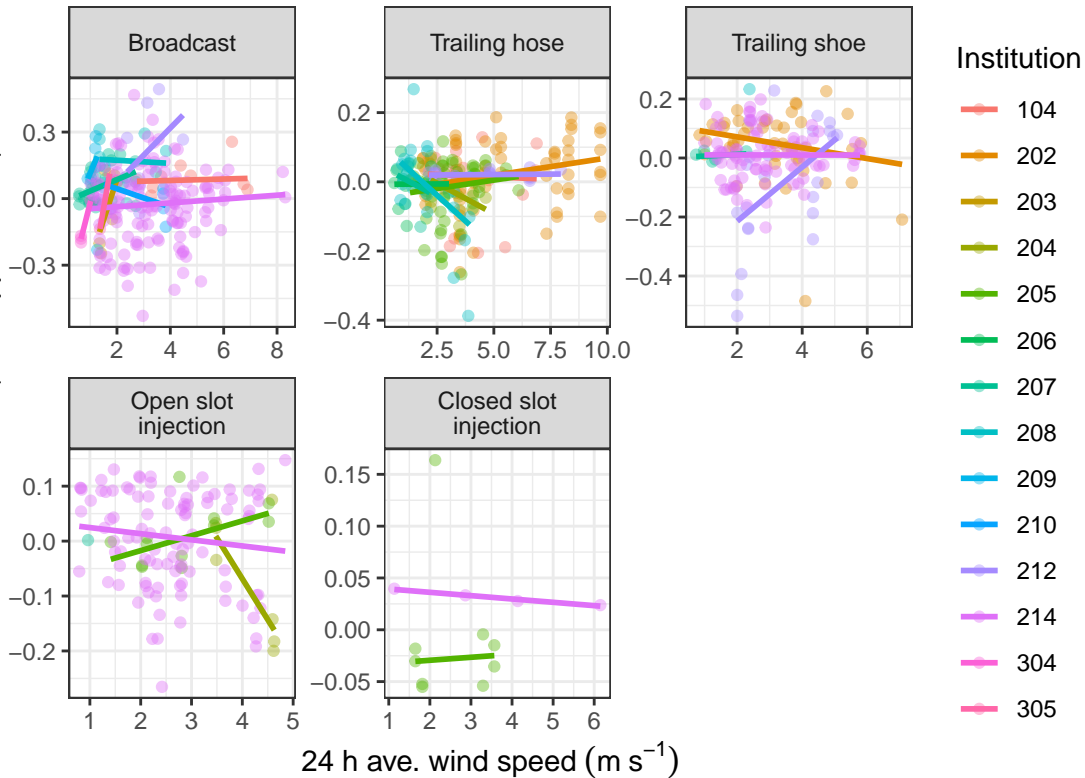 Broadcast
Trailing hose
Trailing shoe
0.3
0.0
−0.3
2 4 6 8
0.2
0.0
−0.2
−0.4
2.5 5.0 7.5 10.0
0.2
0.0
−0.2
−0.4
2 4 6
Open slot
injection
Closed slot
injection
0.1
0.0
−0.1
−0.2
1 2 3 4 5
0.15
0.10
0.05
0.00
−0.05
1 2 3 4 5 6
24 h ave. wind speed (m s⁻¹)
Institution
104
202
203
204
205
206
207
208
209
210
212
214
304
305